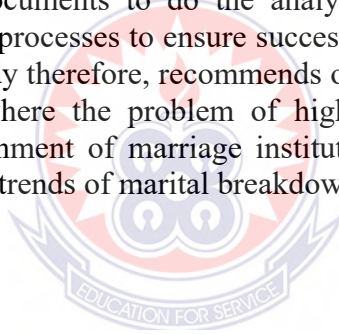 documents to do the analy
processes to ensure succes
y therefore, recommends o
here the problem of hig
nment of marriage institut
trends of marital breakdow
EDUCATION FOR SERVICE